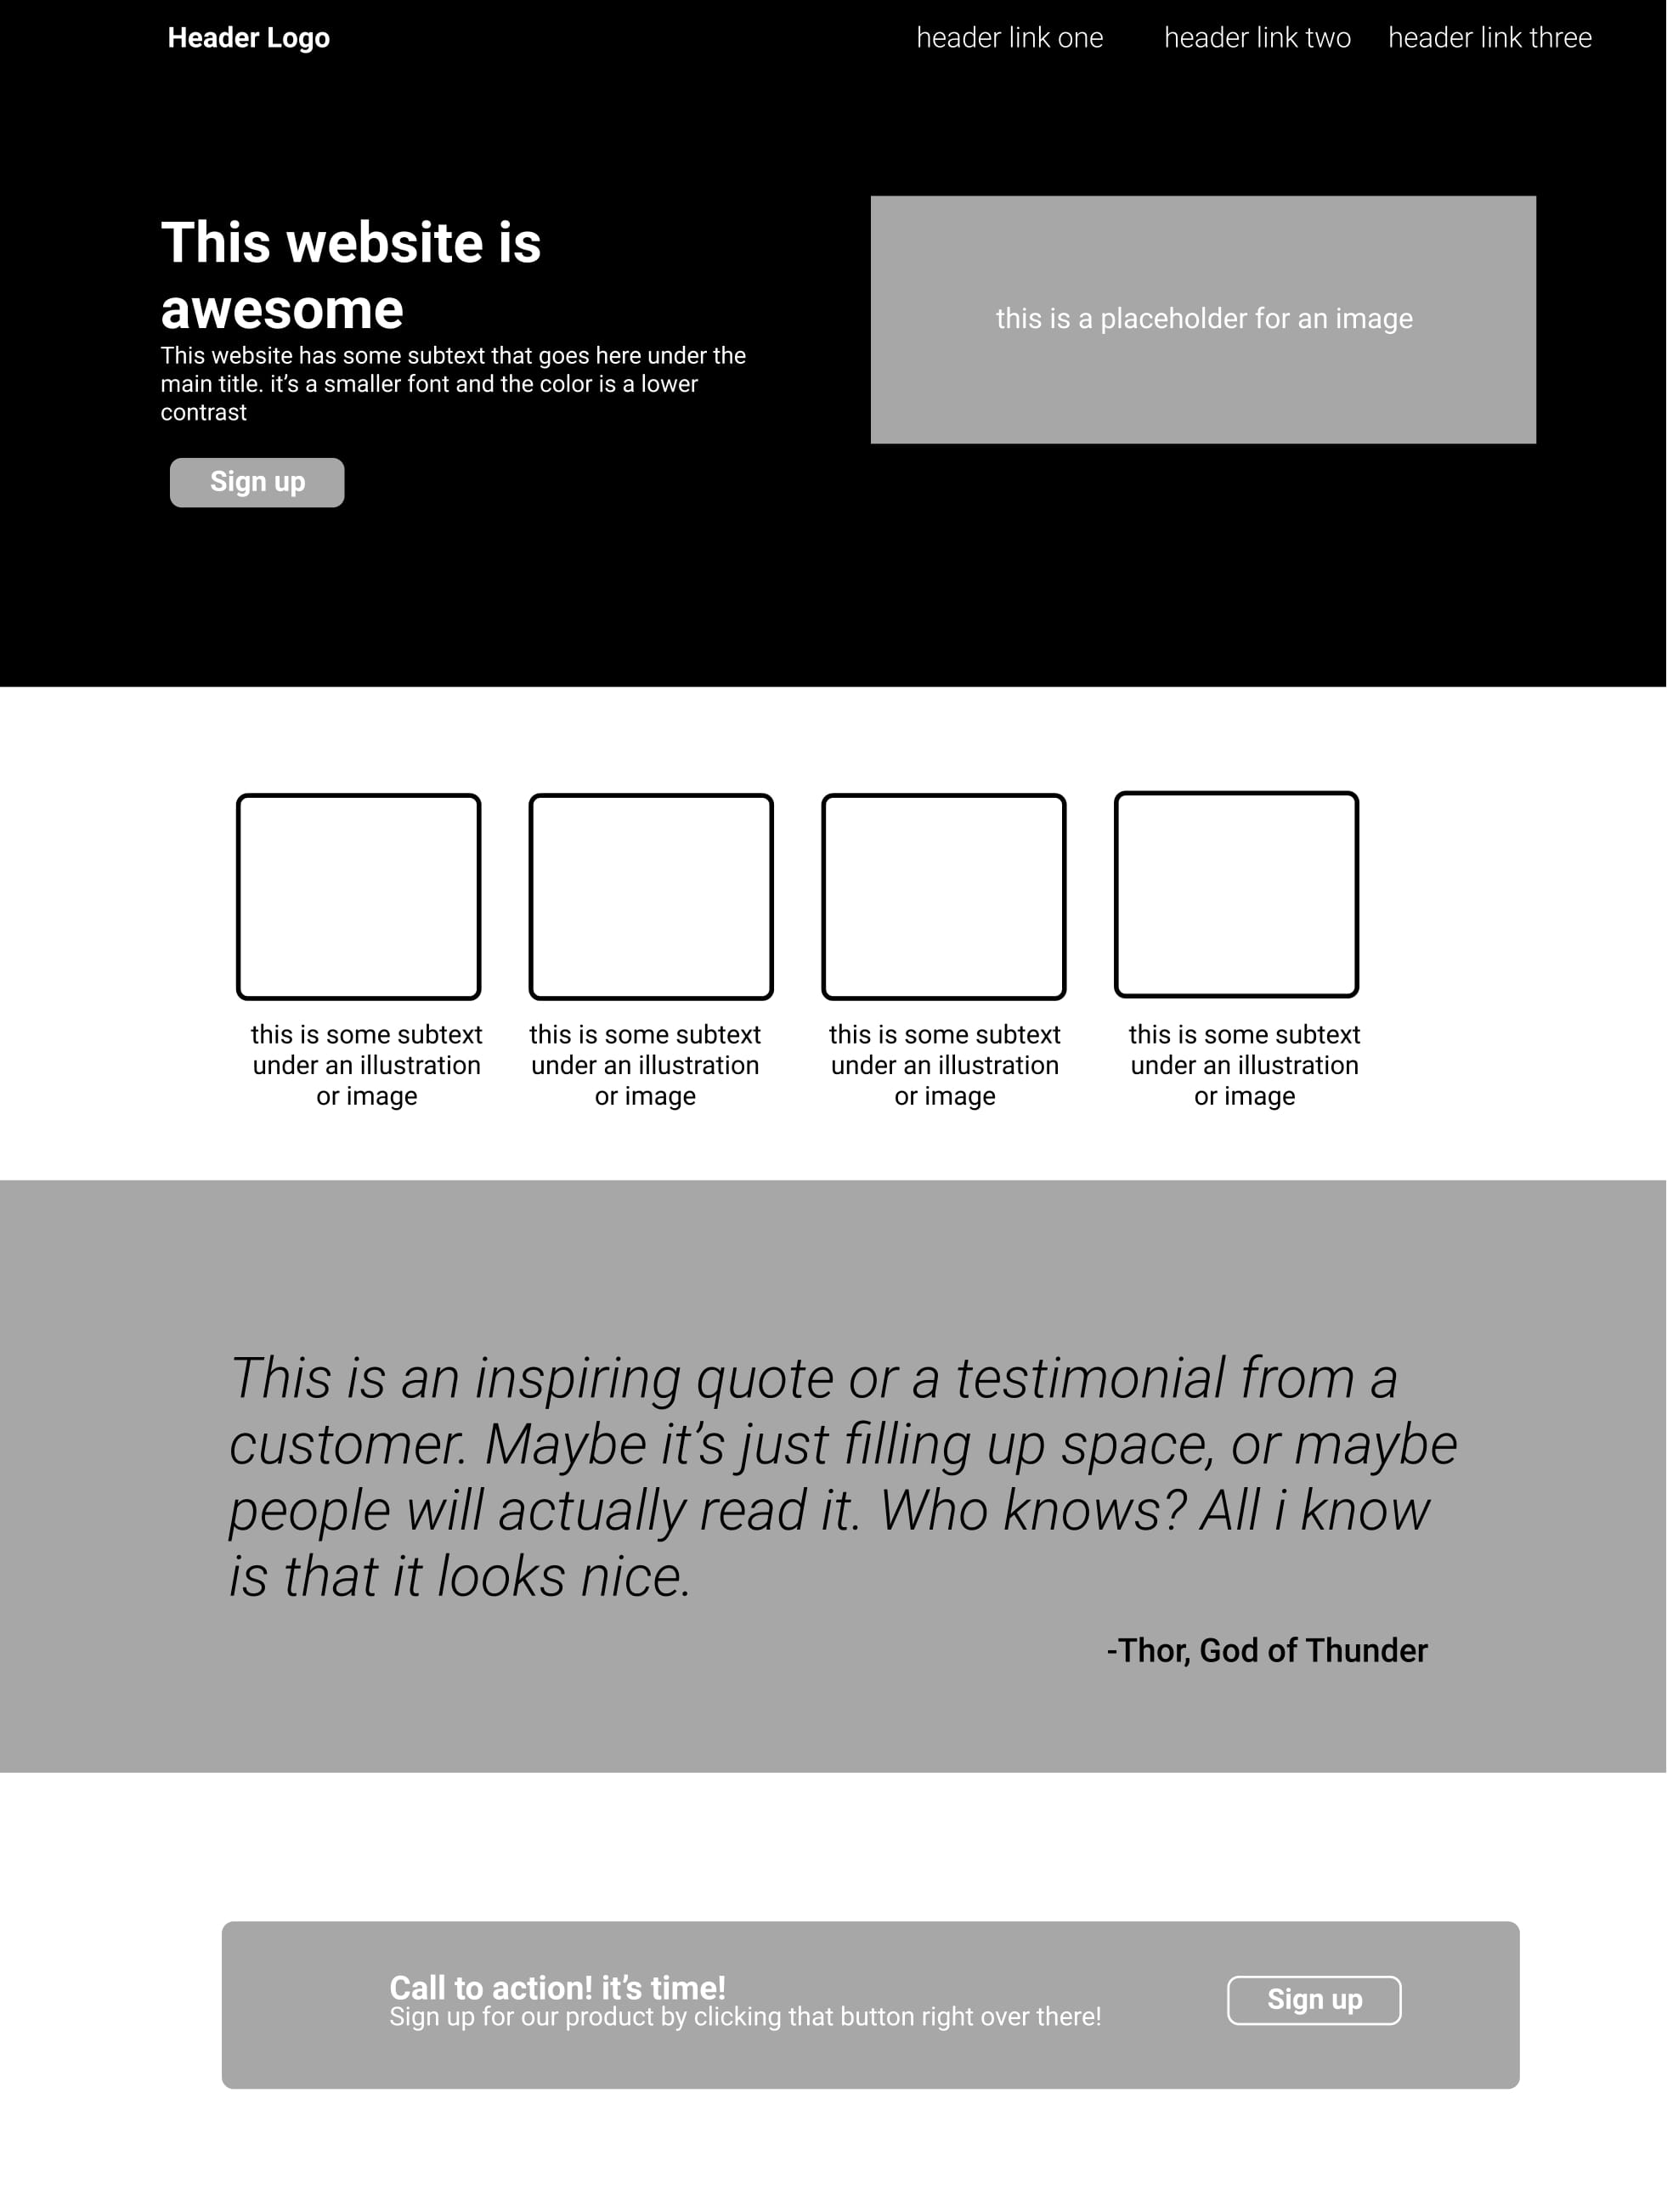 Header Logo
header link one
header link two
header link three
This website is
awesome
This website has some subtext that goes here under the
main title. it’s a smaller font and the color is a lower
contrast
Sign up
this is a placeholder for an image
this is some subtext
under an illustration
or image
this is some subtext
under an illustration
or image
this is some subtext
under an illustration
or image
this is some subtext
under an illustration
or image
This is an inspiring quote or a testimonial from a
customer. Maybe it’s just filling up space, or maybe
people will actually read it. Who knows? All i know
is that it looks nice.
-Thor, God of Thunder
Call to action! it’s time!
Sign up for our product by clicking that button right over there!
Sign up